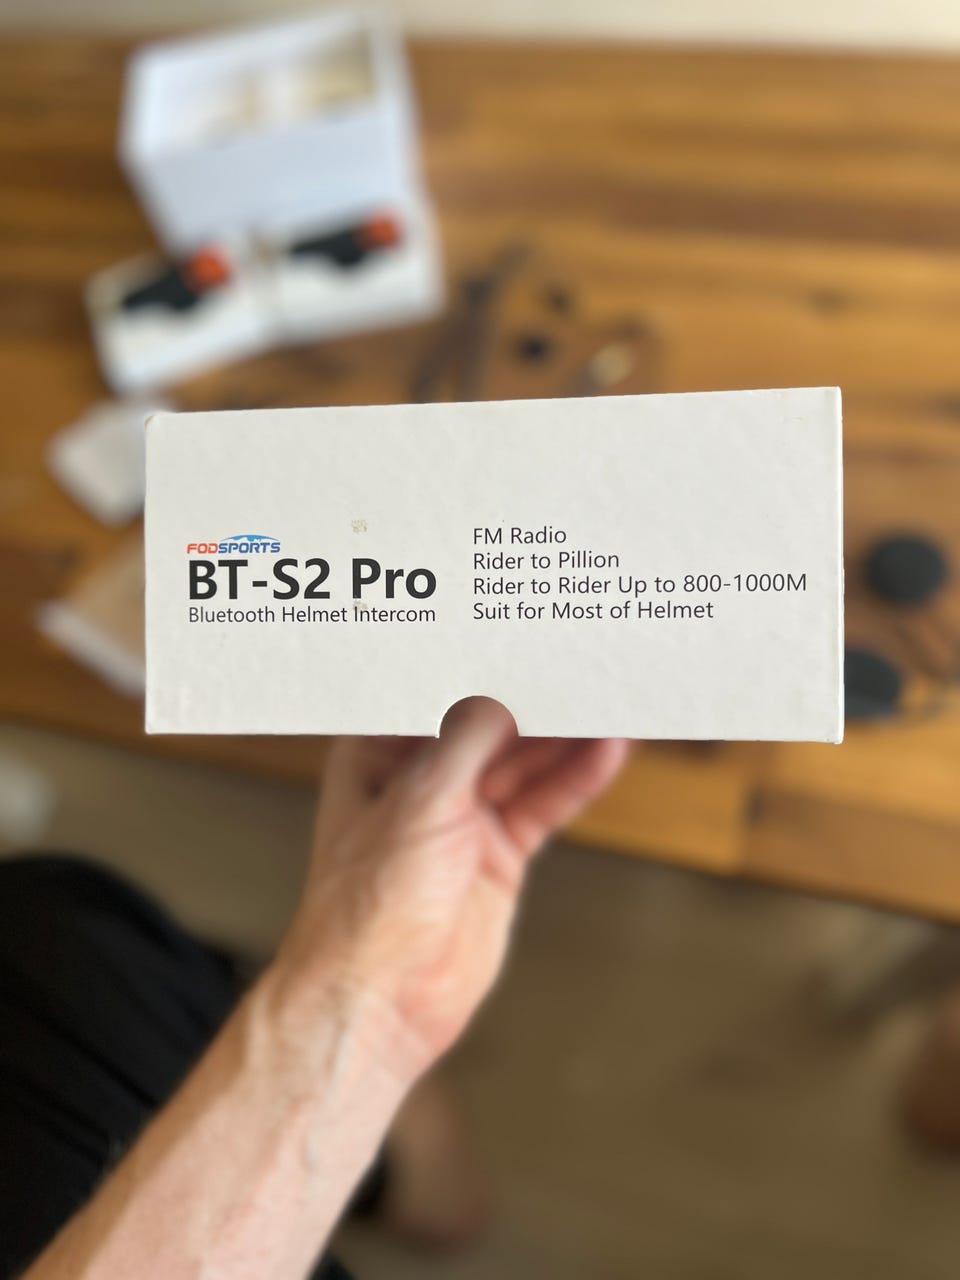 FODSPORTS
BT-S2 Pro
Bluetooth Helmet Intercom
FM Radio
Rider to Pillion
Rider to Rider Up to 800-1000M
Suit for Most of Helmet